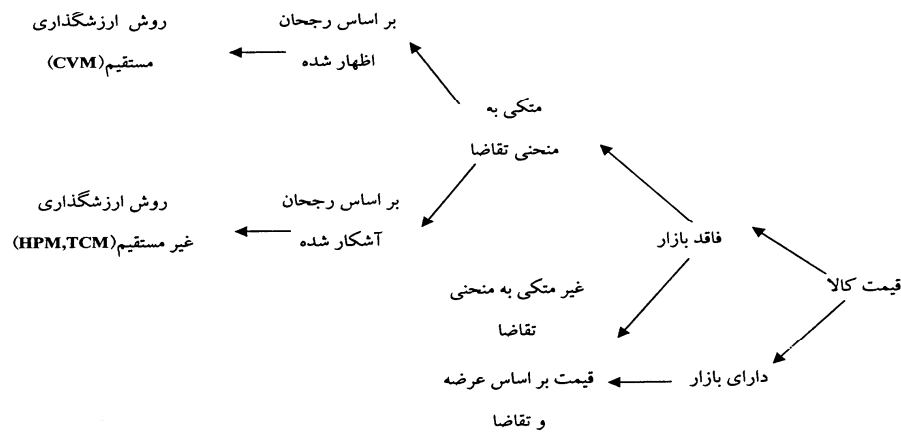 قیمت کالا
فاقد بازار
دارای بازار
متکی به
منحنی تقاضا
غیر متکی به منحنی
تقاضا
قیمت بر اساس عرضه
و تقاضا
بر اساس رجحان
اظهار شده
بر اساس رجحان
آشکار شده
روش ارزشگذاری
مستقیم(CVM)
روش ارزشگذاری
غیر مستقیم(HPM,TCM)